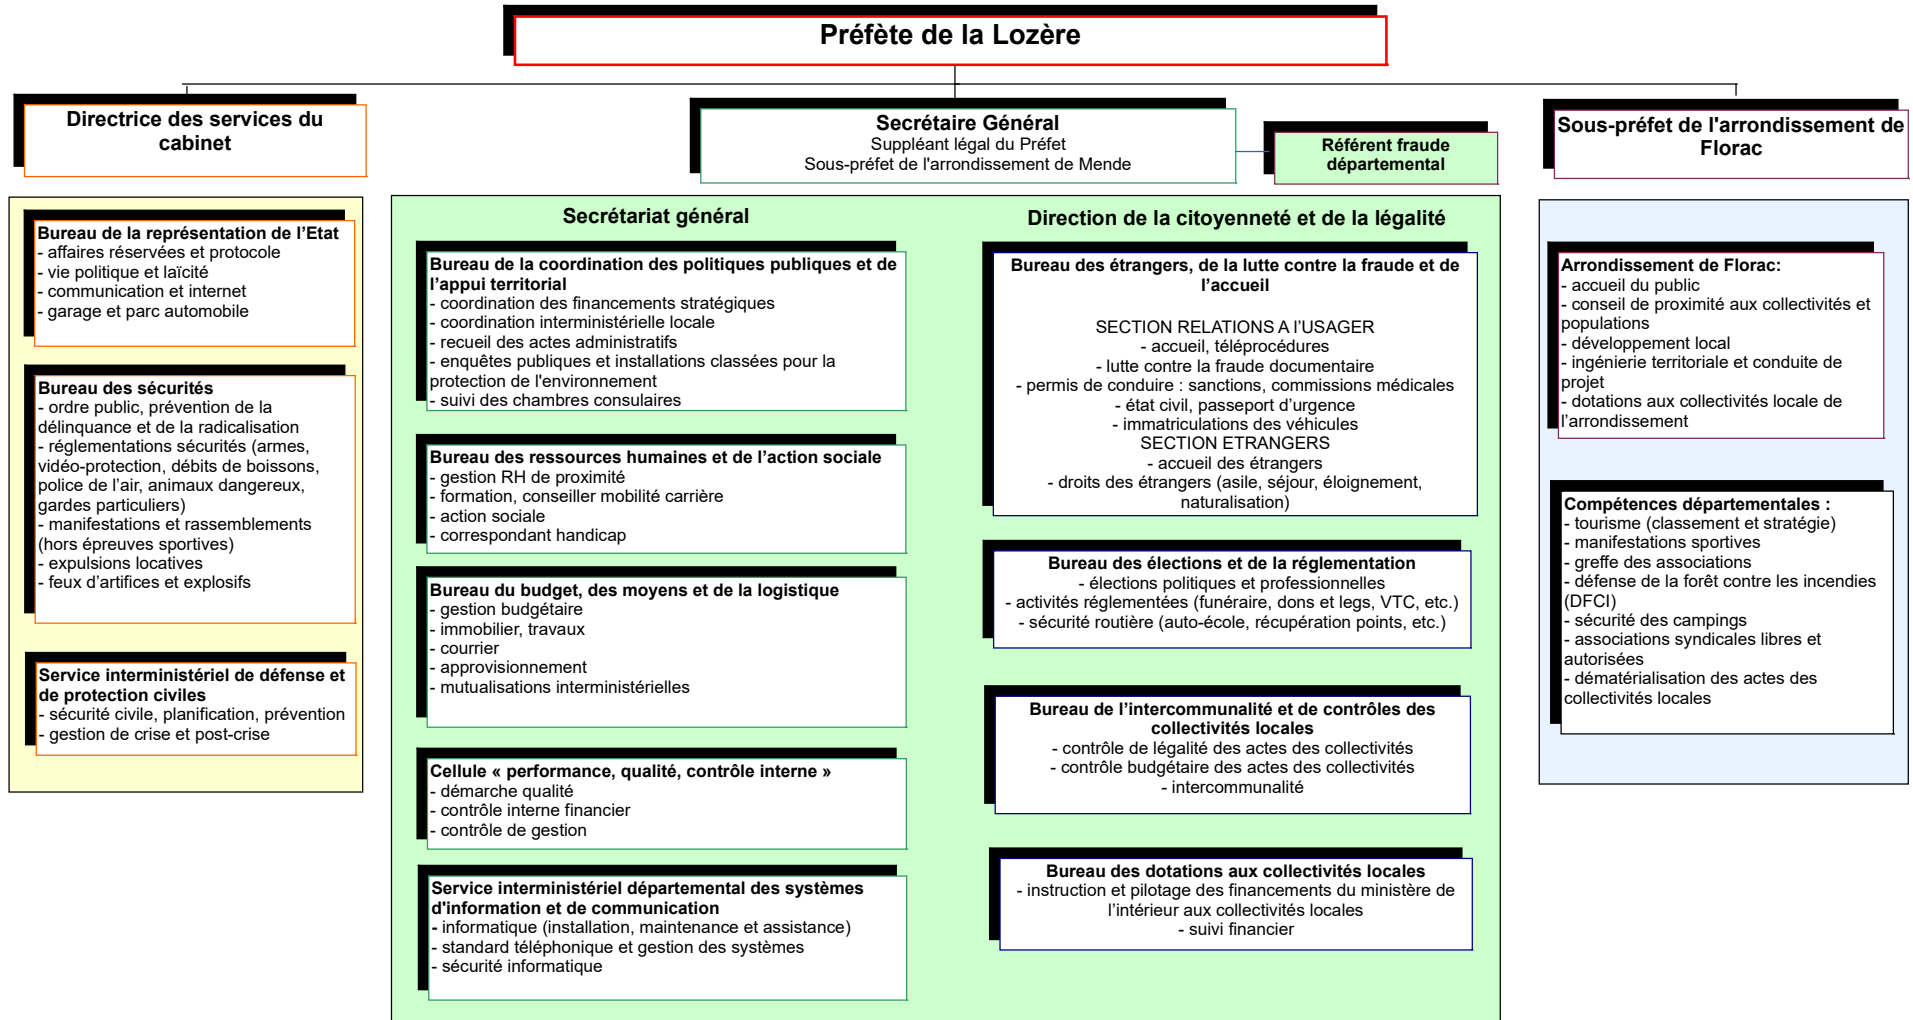 Préfète de la Lozère
Directrice des services du
cabinet
Secrétaire Général
Suppléant légal du Préfet
Sous-préfet de l'arrondissement de Mende
Référent fraude
départemental
Sous-préfet de l'arrondissement de
Florac
Bureau de la représentation de l’Etat
- affaires réservées et protocole
- vie politique et laïcité
- communication et internet
- garage et parc automobile
Bureau des sécurités
- ordre public, prévention de la
délinquance et de la radicalisation
- réglementations sécurités (armes,
vidéo-protection, débits de boissons,
police de l’air, animaux dangereux,
gardes particuliers)
- manifestations et rassemblements
(hors épreuves sportives)
- expulsions locatives
- feux d’artifices et explosifs
Service interministériel de défense et
de protection civiles
- sécurité civile, planification, prévention
- gestion de crise et post-crise
Secrétariat général
Bureau de la coordination des politiques publiques et de
l’appui territorial
- coordination des financements stratégiques
- coordination interministérielle locale
- recueil des actes administratifs
- enquêtes publiques et installations classées pour la
protection de l'environnement
- suivi des chambres consulaires
Bureau des ressources humaines et de l’action sociale
- gestion RH de proximité
- formation, conseiller mobilité carrière
- action sociale
- correspondant handicap
Bureau du budget, des moyens et de la logistique
- gestion budgétaire
- immobilier, travaux
- courrier
- approvisionnement
- mutualisations interministérielles
Cellule « performance, qualité, contrôle interne »
- démarche qualité
- contrôle interne financier
- contrôle de gestion
Service interministériel départemental des systèmes
d'information et de communication
- informatique (installation, maintenance et assistance)
- standard téléphonique et gestion des systèmes
- sécurité informatique
Direction de la citoyenneté et de la légalité
Bureau des étrangers, de la lutte contre la fraude et de
l’accueil
SECTION RELATIONS A l’USAGER
- accueil, téléprocédures
- lutte contre la fraude documentaire
- permis de conduire : sanctions, commissions médicales
- état civil, passeport d’urgence
- immatriculations des véhicules
SECTION ETRANGERS
- accueil des étrangers
- droits des étrangers (asile, séjour, éloignement,
naturalisation)
Bureau des élections et de la réglementation
- élections politiques et professionnelles
- activités réglementées (funéraire, dons et legs, VTC, etc.)
- sécurité routière (auto-école, récupération points, etc.)
Bureau de l’intercommunalité et de contrôles des
collectivités locales
- contrôle de légalité des actes des collectivités
- contrôle budgétaire des actes des collectivités
- intercommunalité
Bureau des dotations aux collectivités locales
- instruction et pilotage des financements du ministère de
l’intérieur aux collectivités locales
- suivi financier
Arrondissement de Florac:
- accueil du public
- conseil de proximité aux collectivités et
populations
- développement local
- ingénierie territoriale et conduite de
projet
- dotations aux collectivités locale de
l’arrondissement
Compétences départementales :
- tourisme (classement et stratégie)
- manifestations sportives
- greffe des associations
- défense de la forêt contre les incendies
(DFCI)
- sécurité des campings
- associations syndicales libres et
autorisées
- dématérialisation des actes des
collectivités locales